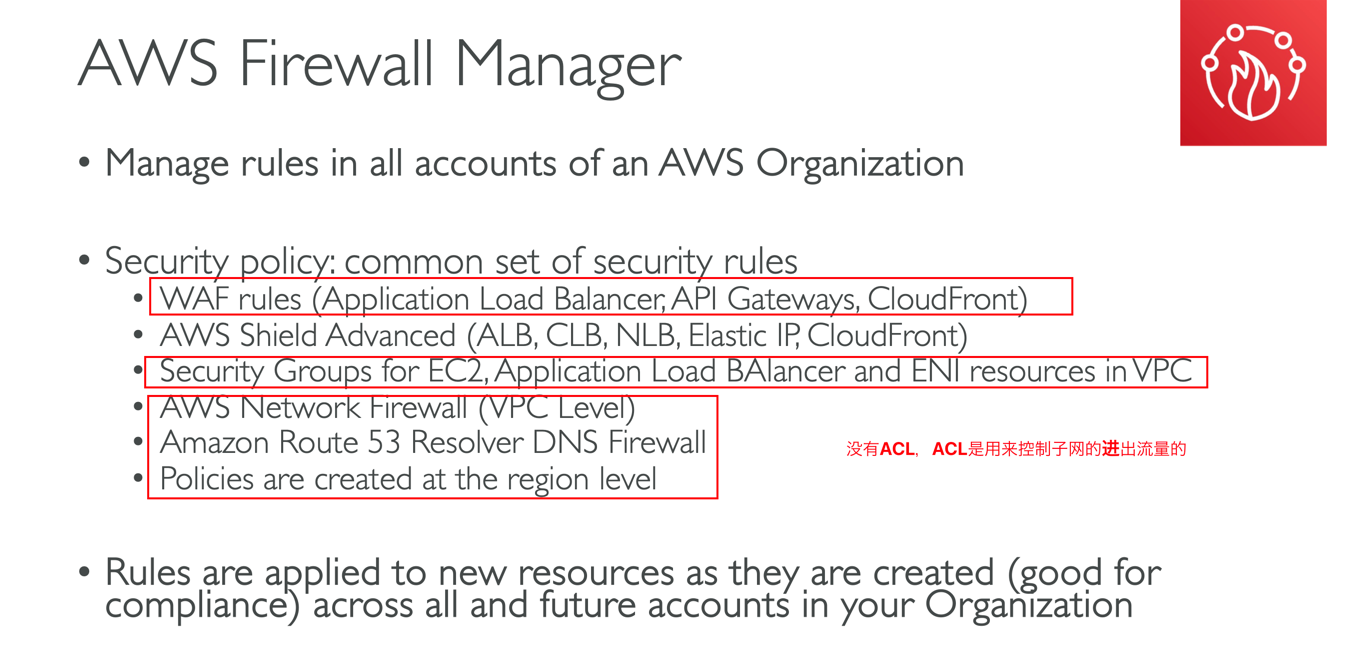 AWS Firewall Manager
• Manage rules in all accounts of an AWS Organization
• Security policy: common set of security rules
• WAF rules (Application Load Balancer, API Gateways, CloudFront)
• AWS Shield Advanced (ALB, CLB, NLB, Elastic IP, CloudFront)
• Security Groups for EC2, Application Load BAlancer and ENI resources in VPC
• AWS Network Firewall (VPC Level)
• Amazon Route 53 Resolver DNS Firewall
没有ACL，ACL是用来控制子网的进出流量的
• Policies are created at the region level
• Rules are applied to new resources as they are created (good for
compliance) across all and future accounts in your Organization